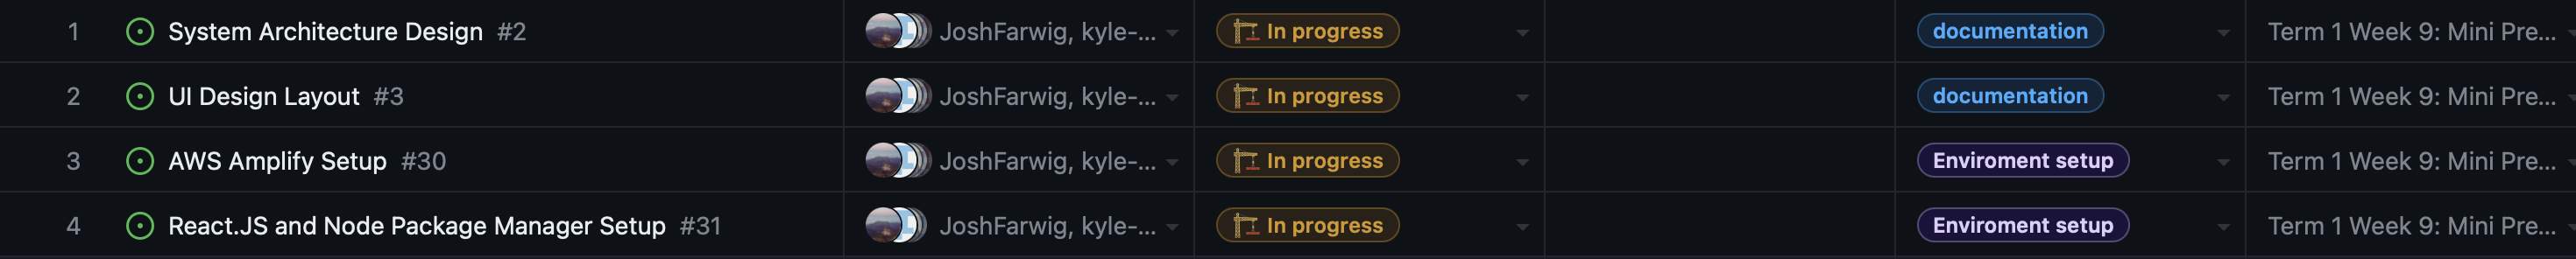 1 System Architecture Design #2 JoshFarwig, kyle-... In progress documentation Term 1 Week 9: Mini Pre...
2 UI Design Layout #3 JoshFarwig, kyle-... In progress documentation Term 1 Week 9: Mini Pre...
3 AWS Amplify Setup #30 JoshFarwig, kyle-... In progress Enviroment setup Term 1 Week 9: Mini Pre...
4 React.JS and Node Package Manager Setup #31 JoshFarwig, kyle-... In progress Enviroment setup Term 1 Week 9: Mini Pre...